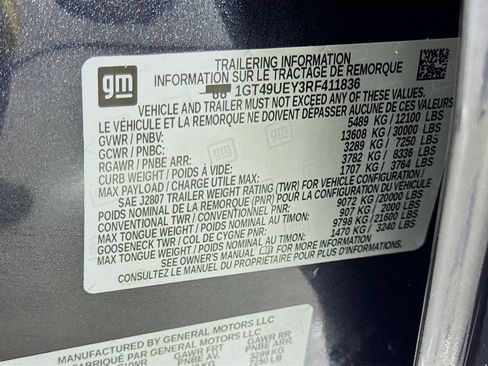 gm
TRAILERING INFORMATION
INFORMATION SUR LE TRACTAGE DE REMORQUE
1GT49UEY3RF411836
VEHICLE AND TRAILER MUST NOT EXCEED ANY OF THESE VALUES
LE VÉHICULE ET LA REMORQUE NE DOIVENT DÉPASSER AUCUNE DE CES VALEURS
GVWR / PNBV: 5489 KG / 12100 LBS
GCWR / PNBC: 13608 KG / 30000 LBS
RGAWR / PNBE ARR: 3289 KG / 7250 LBS
CURB WEIGHT / POIDS À VIDE: 3782 KG / 8336 LBS
MAX PAYLOAD / CHARGE UTILE MAX: 1707 KG / 3764 LBS
SAE J2807 TRAILER WEIGHT RATING (TWR) FOR VEHICLE CONFIGURATION /
POIDS NOMINAL DE LA REMORQUE (PNR) POUR CONFIGURATION DU VÉHICULE
CONVENTIONAL TWR / PNR: 9072 KG / 20000 LBS
MAX TONGUE WEIGHT / POIDS NOMINAL AU TIMON: 907 KG / 2000 LBS
GOOSENECK TWR / COL DE CYGNE PNR: 9798 KG / 21600 LBS
MAX TONGUE WEIGHT / POIDS NOMINAL AU TIMON: 1470 KG / 3240 LBS
SEE OWNER'S MANUAL FOR ADDITIONAL INFORMATION
CONSULTEZ LE MANUEL DU PROPRIÉTAIRE POUR PLUS D'INFORMATION
MANUFACTURED BY GENERAL MOTORS LLC
FABRIQUÉ PAR GENERAL MOTORS LLC
GVWR GAWR FRT GAWR RR
PNBE ARR
3289 KG
7250 LB